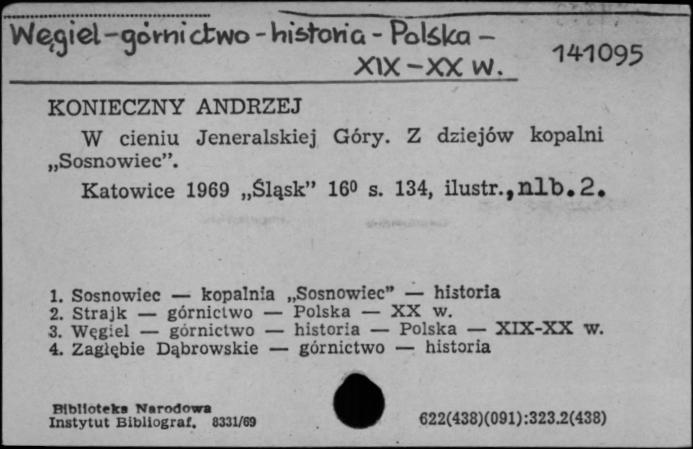 Węgiel-górnictwo-historia-Polska-
XIX-XX w.
141095
KONIECZNY ANDRZEJ
W cieniu Jeneralskiej Góry. Z dziejów kopalni
„Sosnowiec”.
Katowice 1969 „Śląsk” 16⁰ s. 134, ilustr., nlb. 2.
1. Sosnowiec — kopalnia „Sosnowiec” — historia
2. Strajk — górnictwo — Polska — XX w.
3. Węgiel — górnictwo — historia — Polska — XIX-XX w.
4. Zagłębie Dąbrowskie — górnictwo — historia
Biblioteka Narodowa
Instytut Bibliograf. 8331/69
622(438)(091):323.2(438)